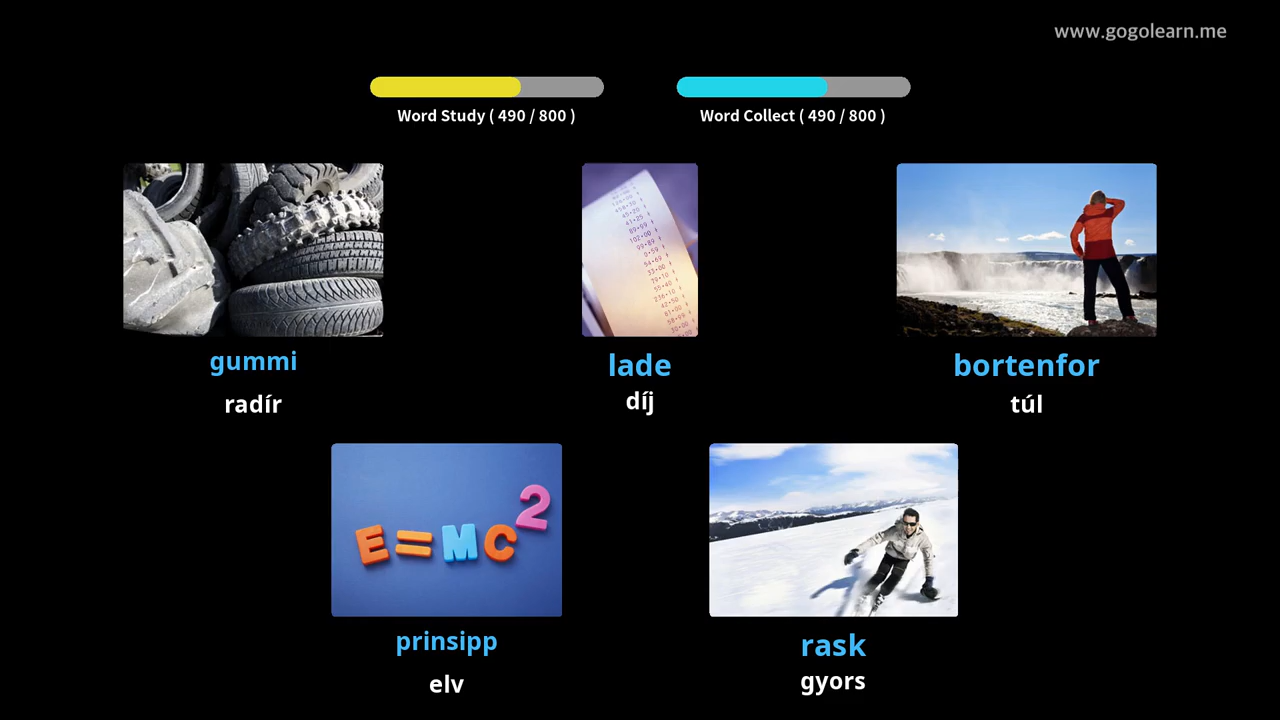 www.gogolearn.me
Word Study ( 490 / 800 )
Word Collect ( 490 / 800 )
gummi
radír
lade
díj
bortenfor
túl
E=MC2
prinsipp
elv
rask
gyors